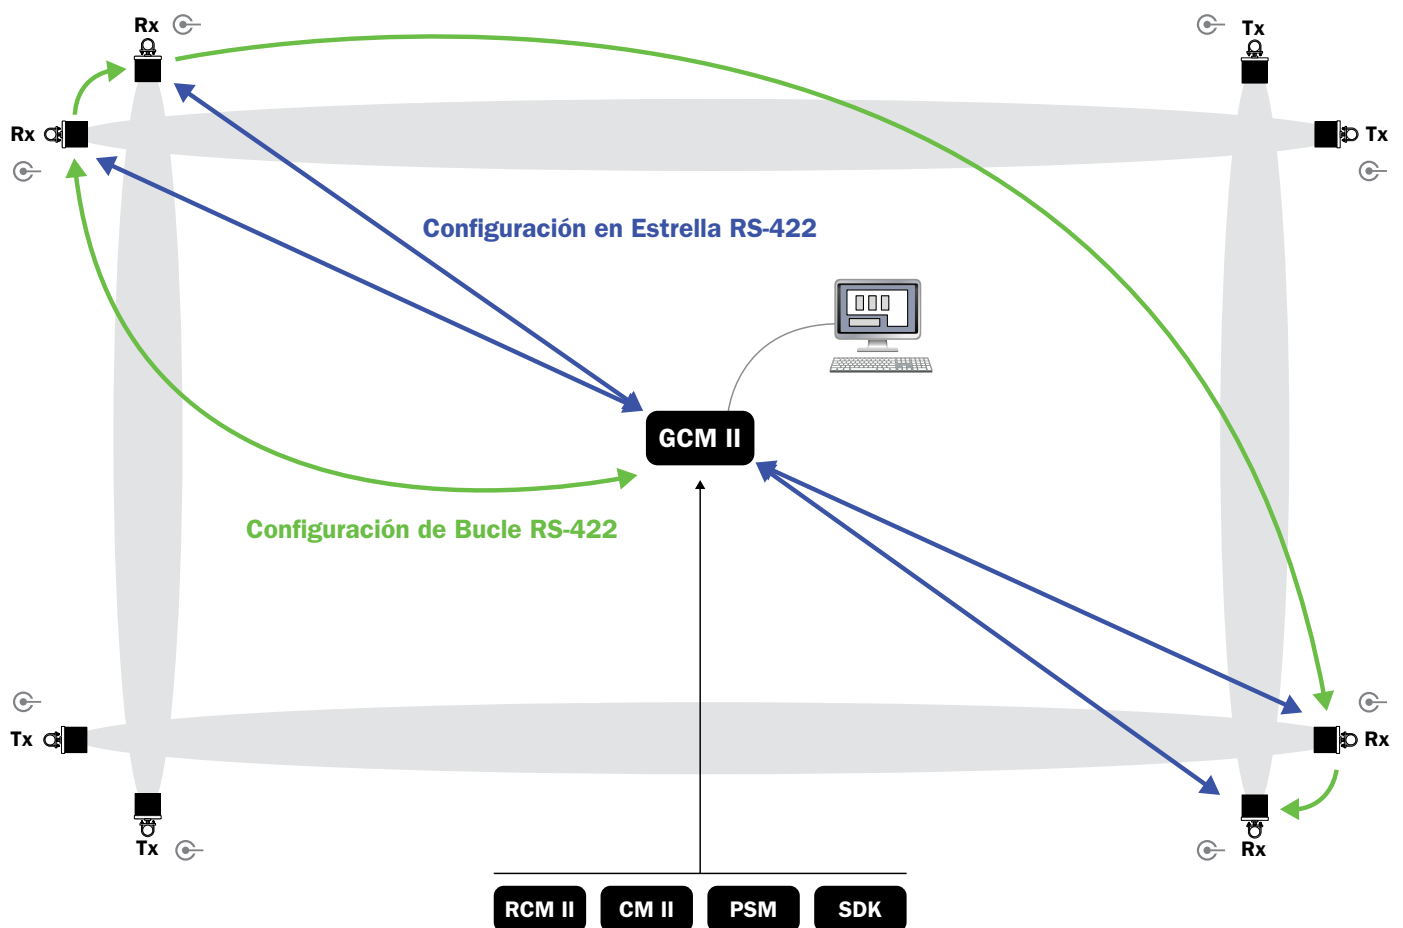 Rx
Tx
Rx
Tx
Configuración en Estrella RS-422
GCM II
Configuración de Bucle RS-422
Tx
Rx
Tx
Rx
RCM II
CM II
PSM
SDK